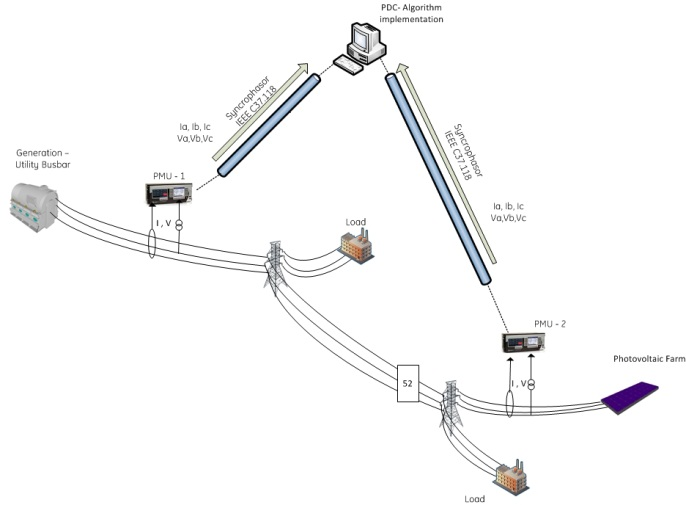 PDC- Algorithm
implementation
Syncrophasor
IEEE C37.118
Ia, Ib, Ic
Va,Vb,Vc
Generation –
Utility Busbar
PMU - 1
I , V
Load
Syncrophasor
IEEE C37.118
Ia, Ib, Ic
Va,Vb,Vc
PMU - 2
Photovoltaic Farm
52
I , V
Load